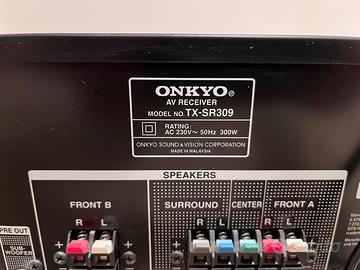 ONKYO®
AV RECEIVER
MODEL NO. TX-SR309
RATING:
AC 230V~ 50Hz 300W
ONKYO SOUND & VISION CORPORATION
MADE IN MALAYSIA
SPEAKERS
FRONT B
SURROUND
CENTER
FRONT A
R L
R L
R L
PRE OUT
SUB
WOOFER